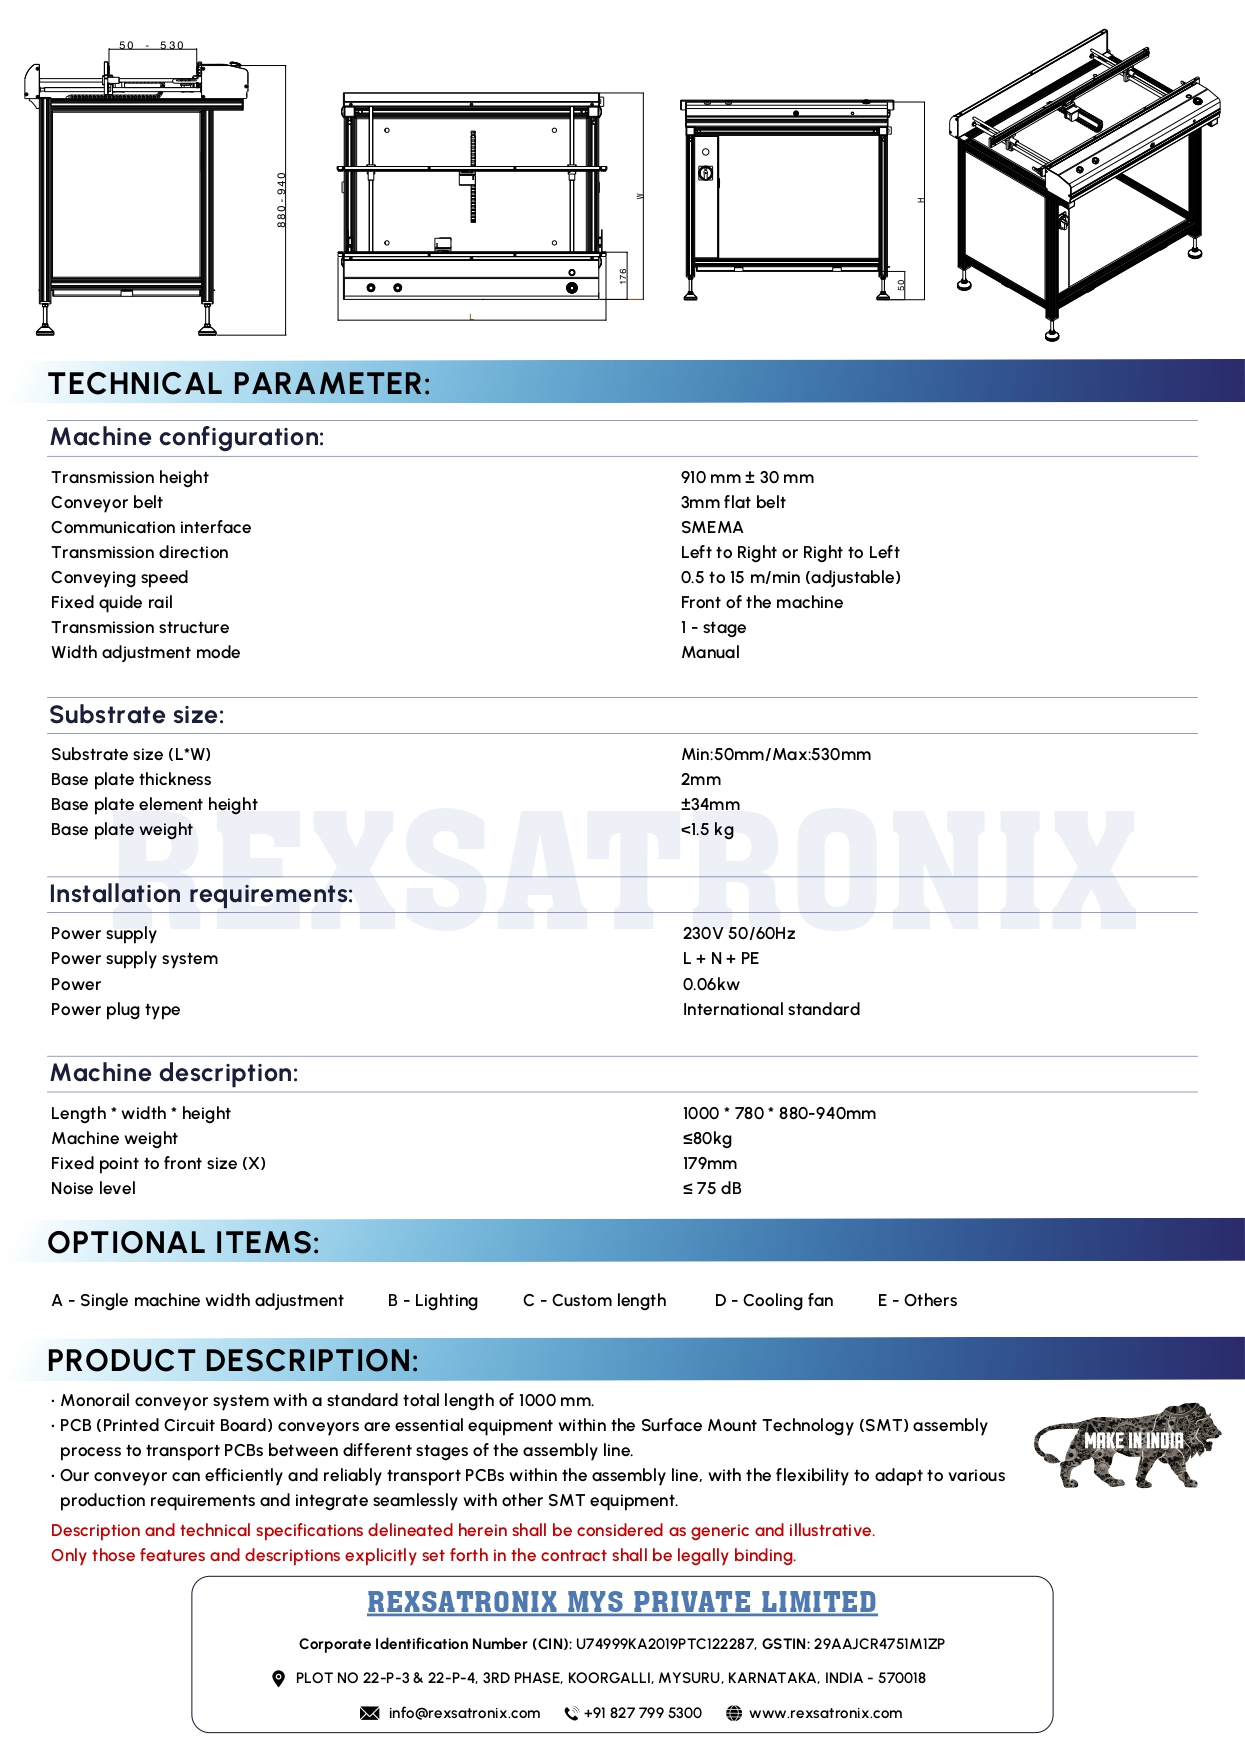 50 - 530
880-940
W
176
L
H
50
TECHNICAL PARAMETER:
Machine configuration:
Transmission height 910 mm ± 30 mm
Conveyor belt 3mm flat belt
Communication interface SMEMA
Transmission direction Left to Right or Right to Left
Conveying speed 0.5 to 15 m/min (adjustable)
Fixed quide rail Front of the machine
Transmission structure 1 - stage
Width adjustment mode Manual
Substrate size:
Substrate size (L*W) Min:50mm/Max:530mm
Base plate thickness 2mm
Base plate element height ±34mm
Base plate weight <1.5 kg
REXSATRONIX
Installation requirements:
Power supply 230V 50/60Hz
Power supply system L + N + PE
Power 0.06kw
Power plug type International standard
Machine description:
Length * width * height 1000 * 780 * 880-940mm
Machine weight ≤80kg
Fixed point to front size (X) 179mm
Noise level ≤ 75 dB
OPTIONAL ITEMS:
A - Single machine width adjustment B - Lighting C - Custom length D - Cooling fan E - Others
PRODUCT DESCRIPTION:
· Monorail conveyor system with a standard total length of 1000 mm.
· PCB (Printed Circuit Board) conveyors are essential equipment within the Surface Mount Technology (SMT) assembly
process to transport PCBs between different stages of the assembly line.
· Our conveyor can efficiently and reliably transport PCBs within the assembly line, with the flexibility to adapt to various
production requirements and integrate seamlessly with other SMT equipment.
MAKE IN INDIA
Description and technical specifications delineated herein shall be considered as generic and illustrative.
Only those features and descriptions explicitly set forth in the contract shall be legally binding.
REXSATRONIX MYS PRIVATE LIMITED
Corporate Identification Number (CIN): U74999KA2019PTC122287, GSTIN: 29AAJCR4751M1ZP
PLOT NO 22-P-3 & 22-P-4, 3RD PHASE, KOORGALLI, MYSURU, KARNATAKA, INDIA - 570018
info@rexsatronix.com +91 827 799 5300 www.rexsatronix.com